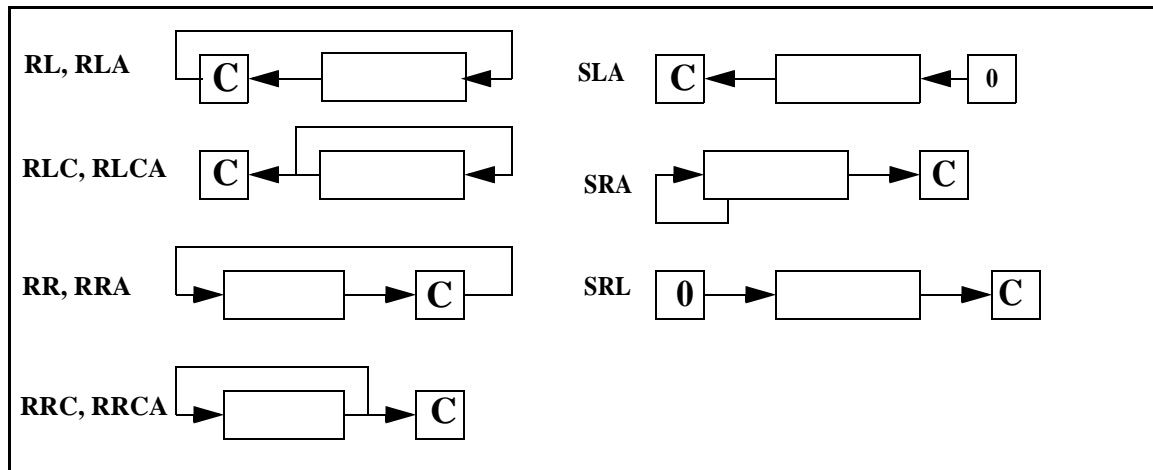 RL, RLA C
SLA C 0
RLC, RLCA C
SRA C
RR, RRA C
SRL 0 C
RRC, RRCA C